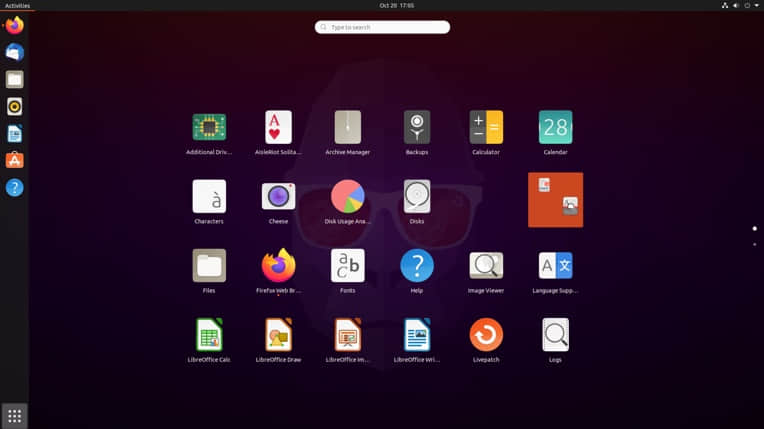 Activities
Oct 20 17:05
Type to search
Additional Driv...
AisleRiot Solita...
Archive Manager
Backups
Calculator
28
Calendar
à
Characters
Cheese
Disk Usage Ana...
Disks
Files
Firefox Web Br...
a b c
Fonts
?
Help
Image Viewer
A 文
Language Supp...
LibreOffice Calc
LibreOffice Draw
LibreOffice Im...
LibreOffice Wri...
Livepatch
Logs